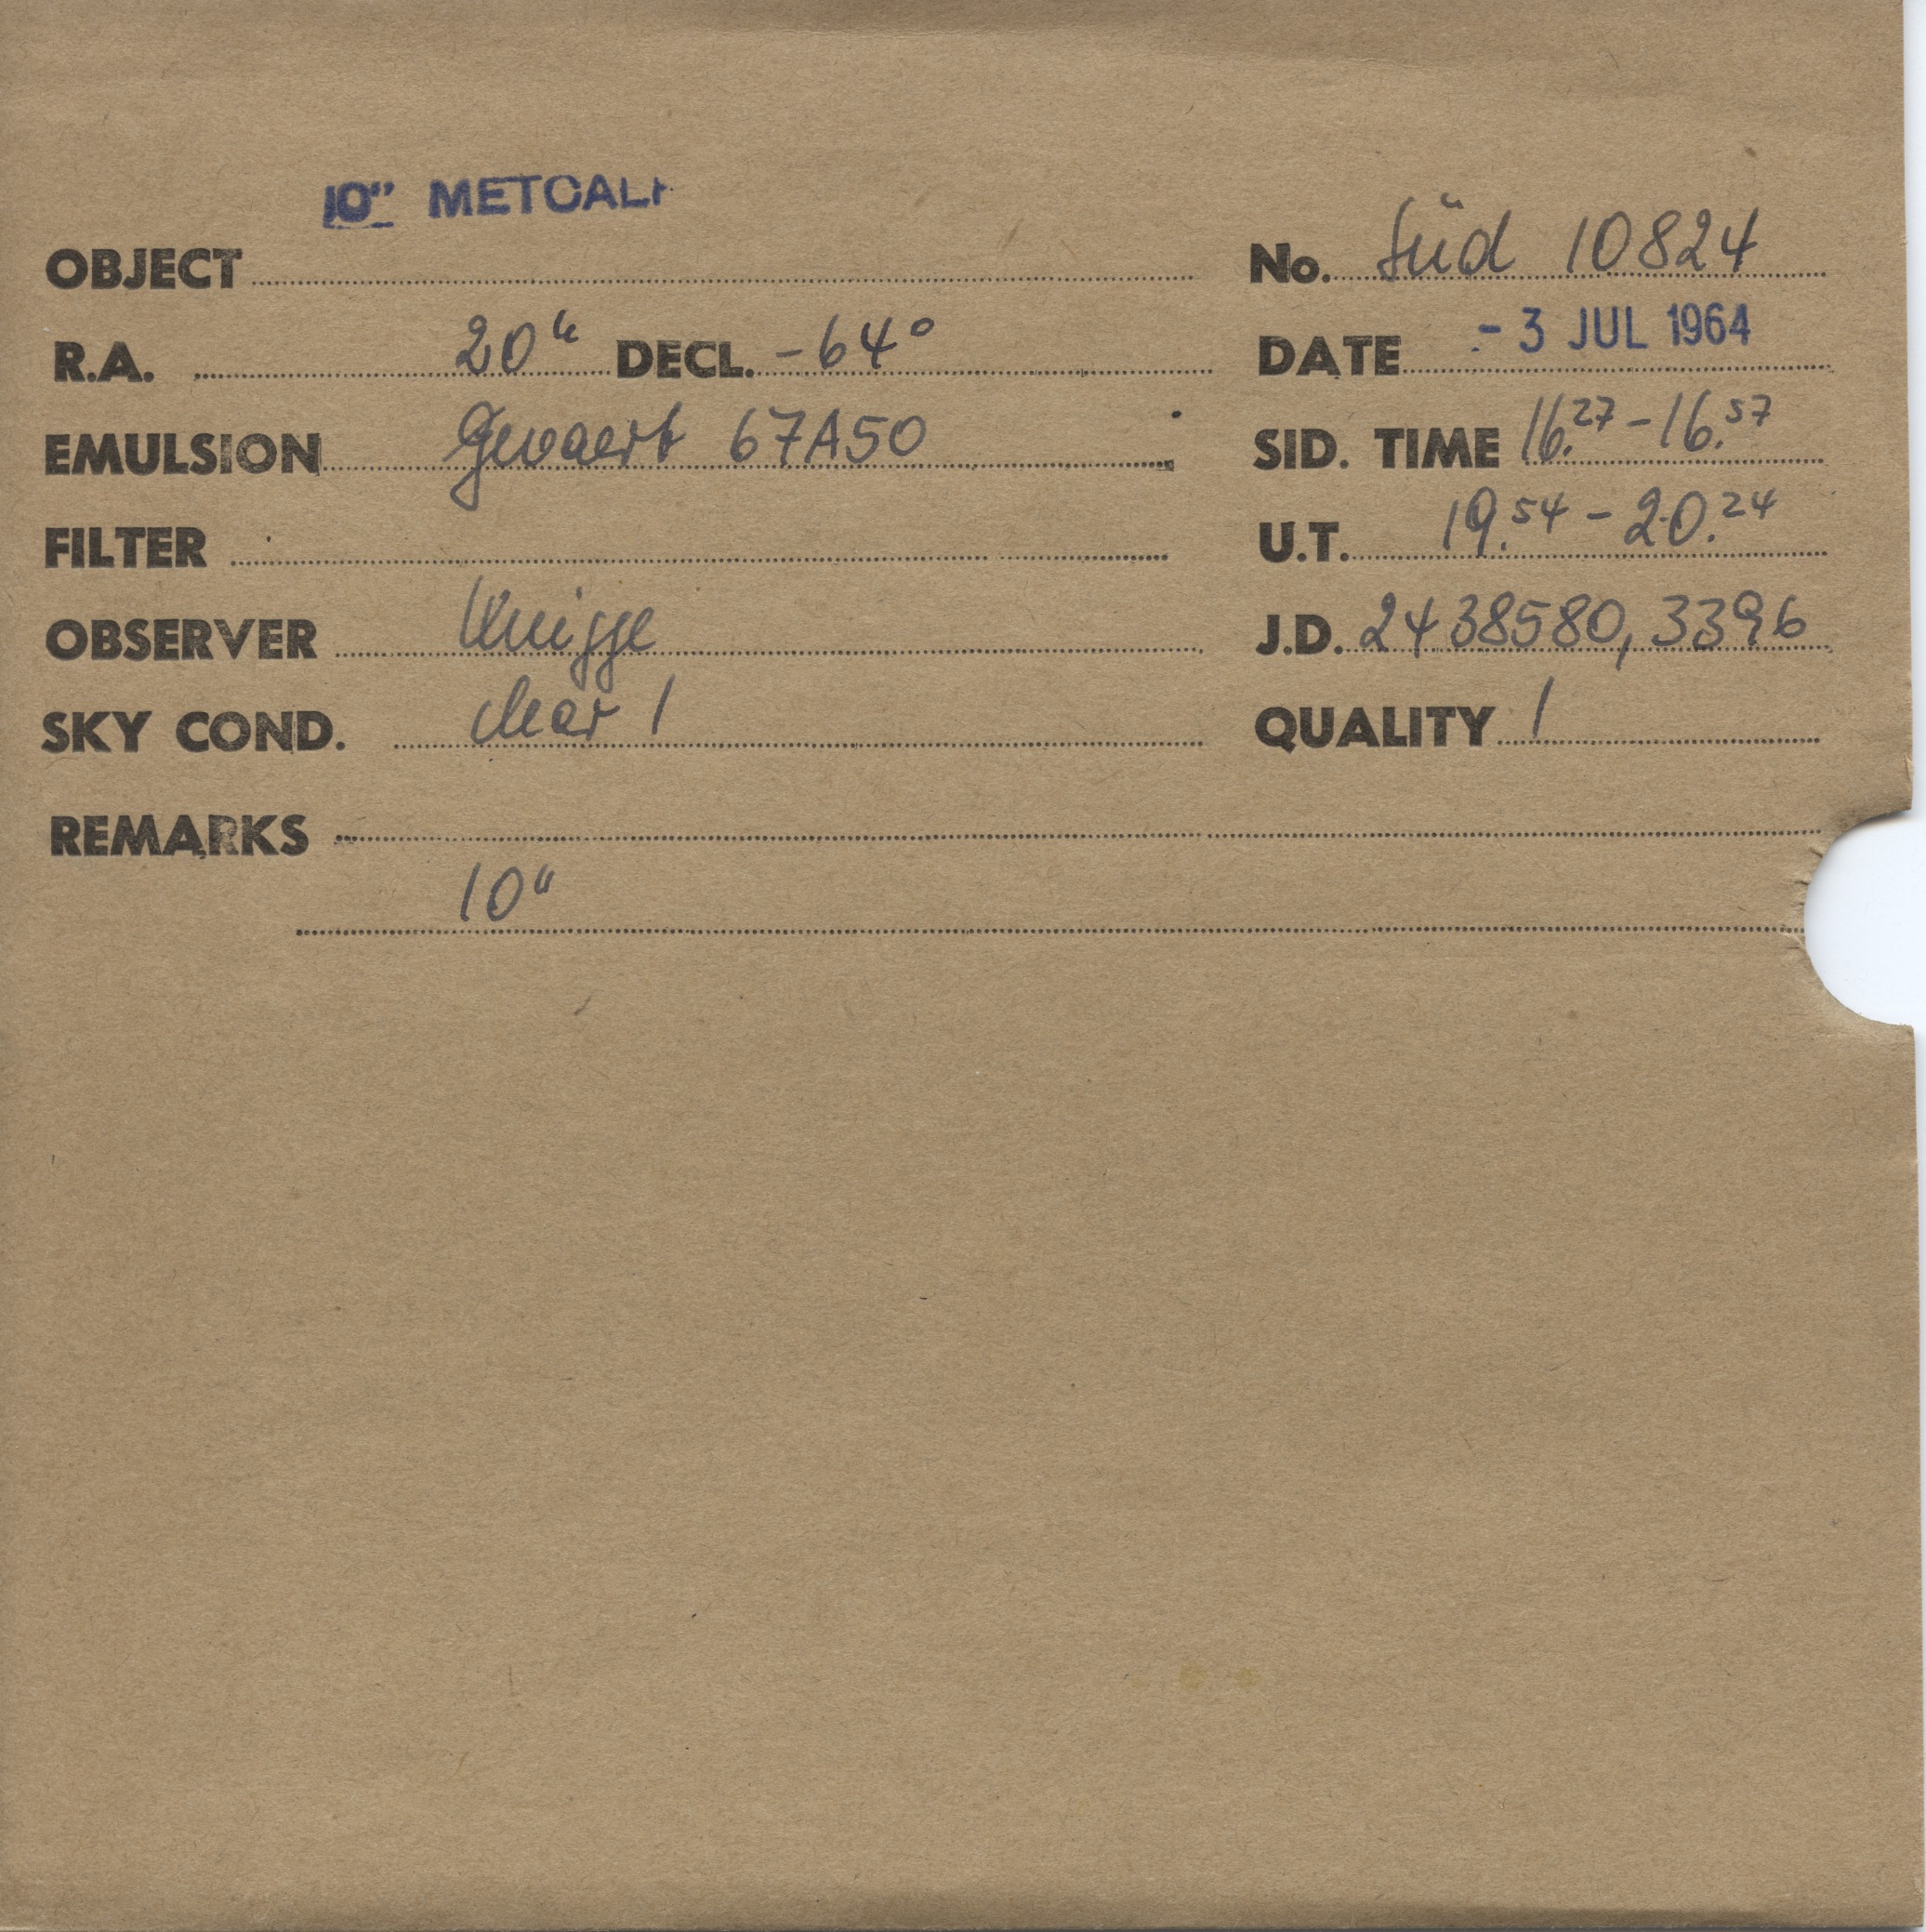 10" METCALF
OBJECT No. Süd 10824
R.A. 20h DECL. -64° DATE - 3 JUL 1964
EMULSION Gevaert 67A50 SID. TIME 16.27 - 16.57
FILTER U.T. 19.54 - 20.24
OBSERVER Knigge J.D. 2438580,3396
SKY COND. clear 1 QUALITY 1
REMARKS
10"